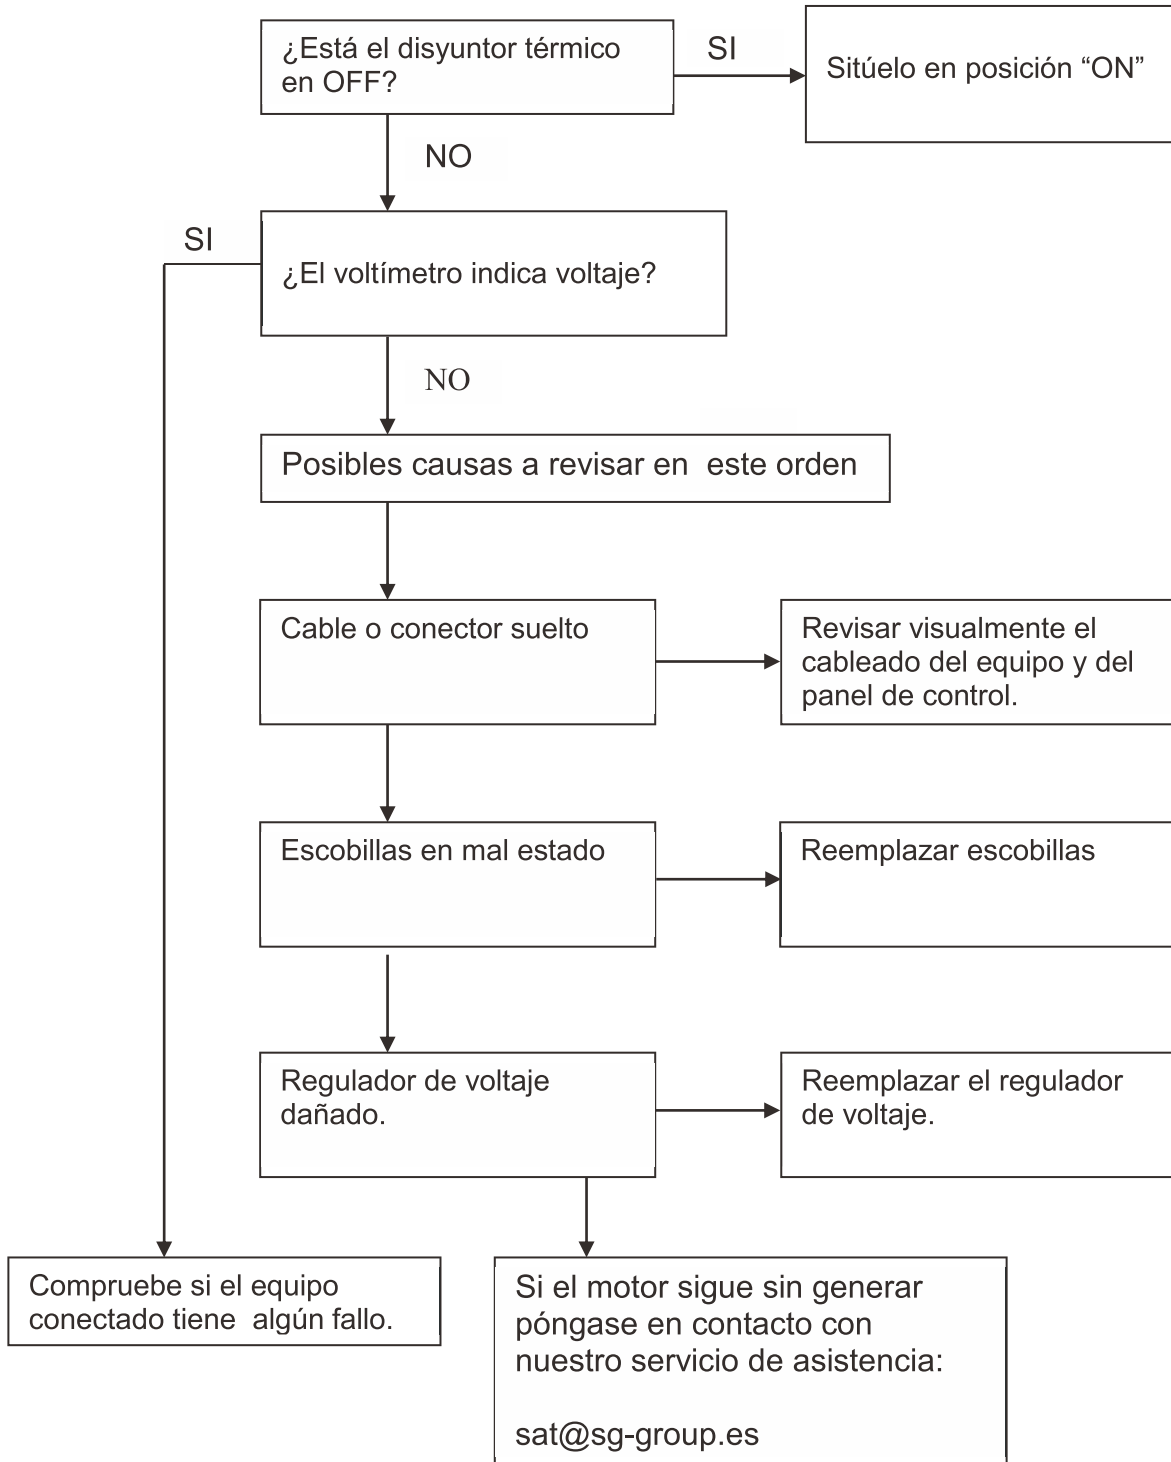 ¿Está el disyuntor térmico
en OFF?
SI
Sitúelo en posición “ON”
NO
SI
¿El voltímetro indica voltaje?
NO
Posibles causas a revisar en este orden
Cable o conector suelto
Revisar visualmente el
cableado del equipo y del
panel de control.
Escobillas en mal estado
Reemplazar escobillas
Regulador de voltaje
dañado.
Reemplazar el regulador
de voltaje.
Compruebe si el equipo
conectado tiene algún fallo.
Si el motor sigue sin generar
póngase en contacto con
nuestro servicio de asistencia:
sat@sg-group.es